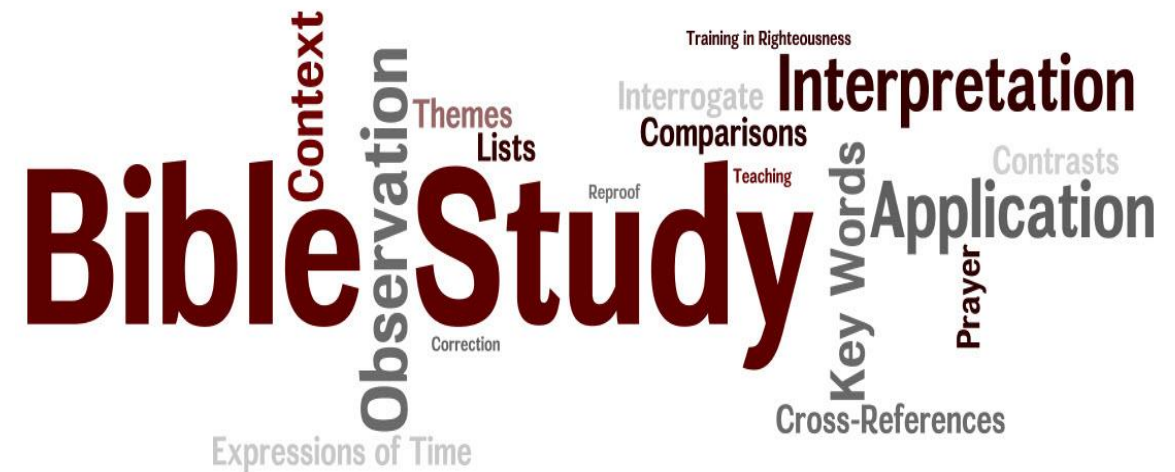 Context
Observation
Training in Righteousness
Interrogate
Interpretation
Themes
Lists
Comparisons
Contrasts
Bible Study
Reproof
Teaching
Key Words
Application
Prayer
Correction
Cross-References
Expressions of Time